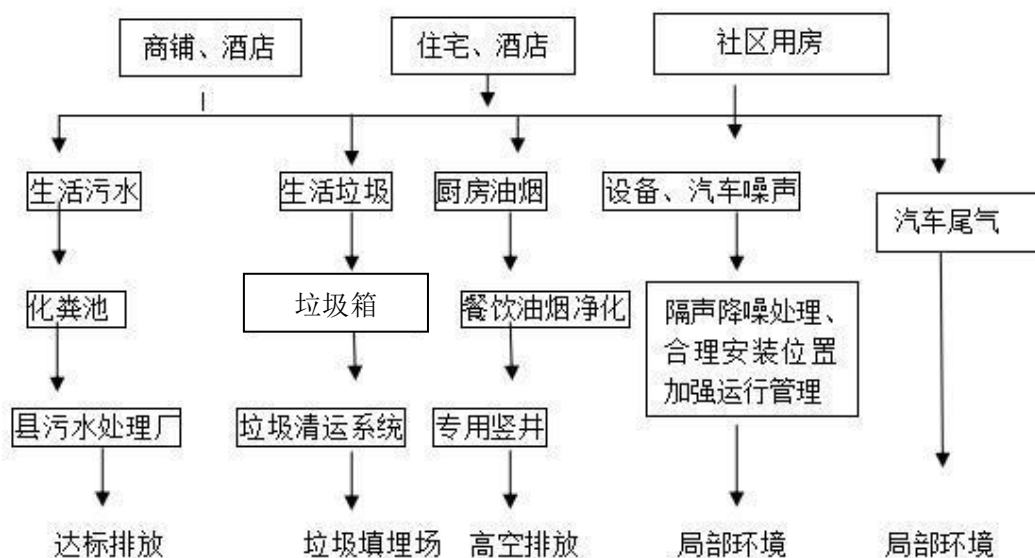 商铺、酒店
住宅、酒店
社区用房
生活污水
生活垃圾
厨房油烟
设备、汽车噪声
汽车尾气
化粪池
垃圾箱
餐饮油烟净化
隔声降噪处理、
合理安装位置
加强运行管理
县污水处理厂
垃圾清运系统
专用竖井
达标排放
垃圾填埋场
高空排放
局部环境
局部环境